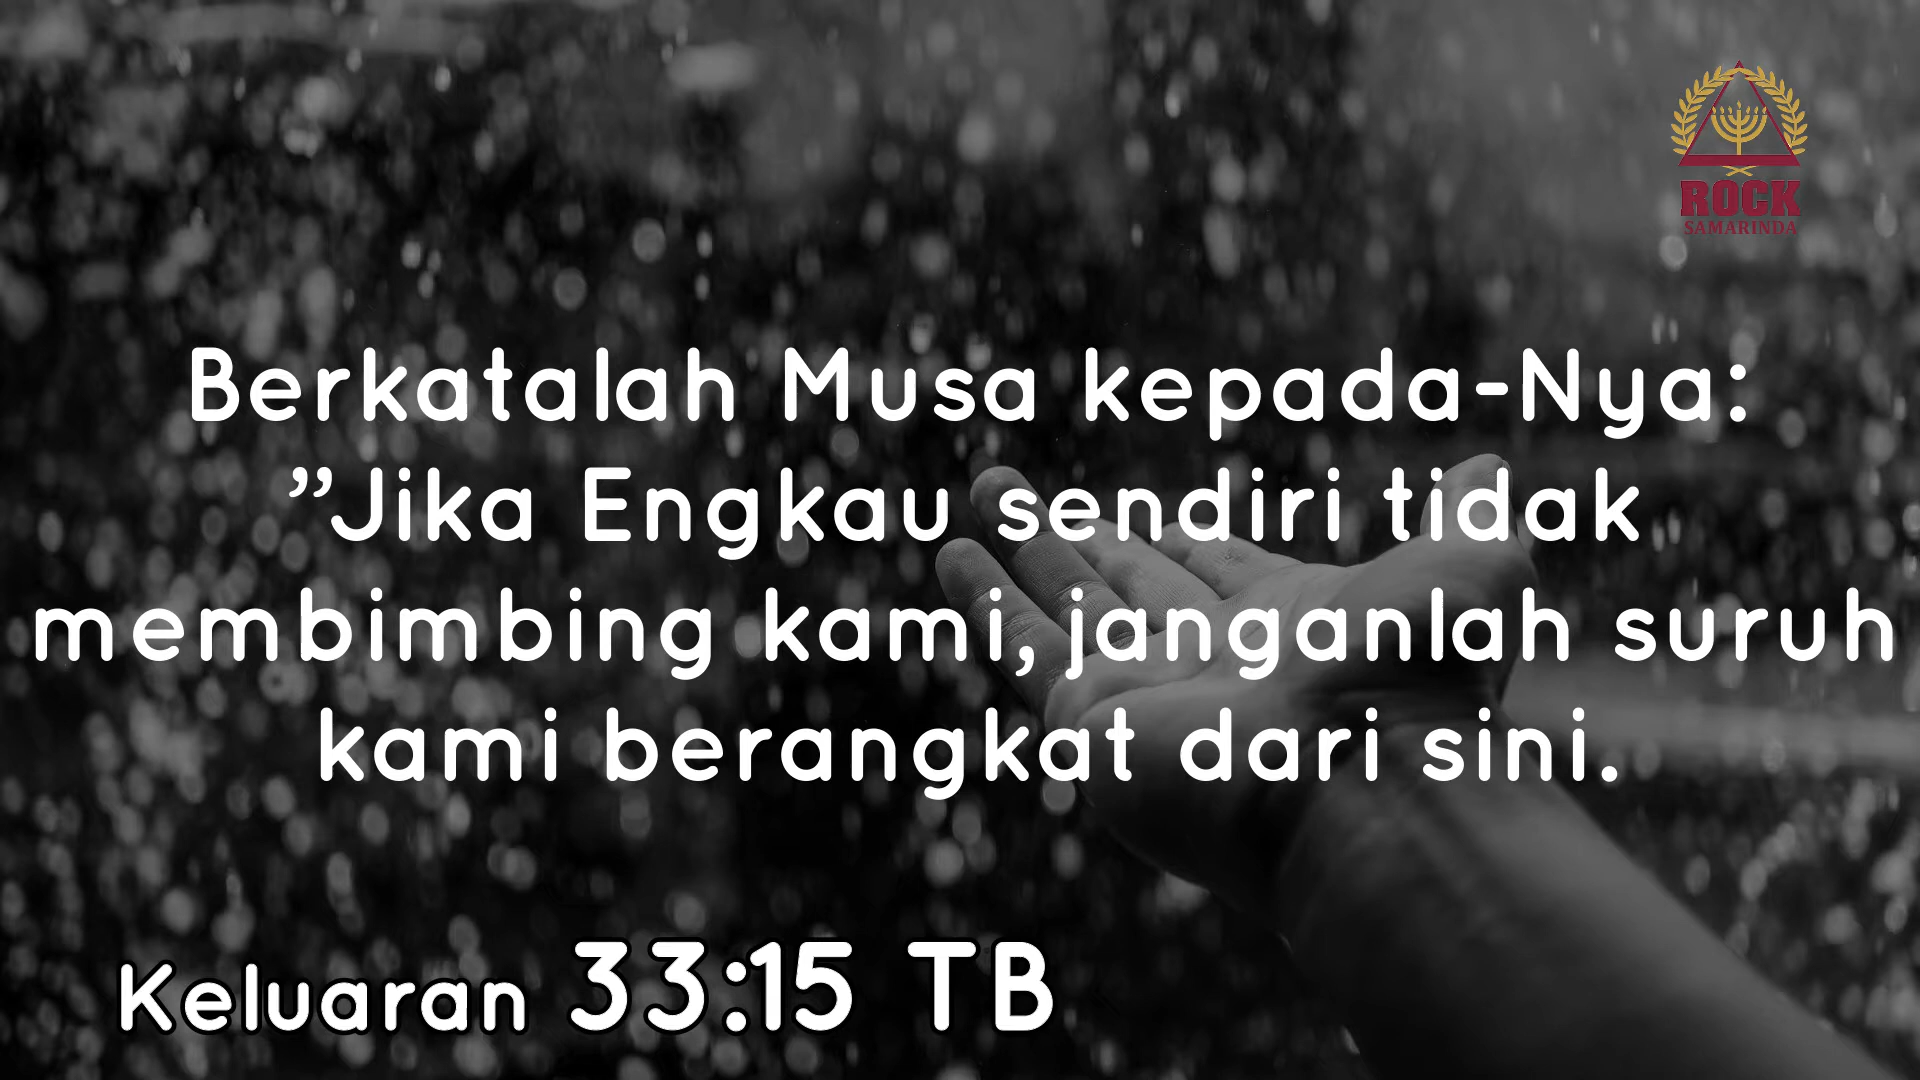 ROCK
SAMARINDA
Berkatalah Musa kepada-Nya:
”Jika Engkau sendiri tidak
membimbing kami, janganlah suruh
kami berangkat dari sini.
Keluaran 33:15 TB